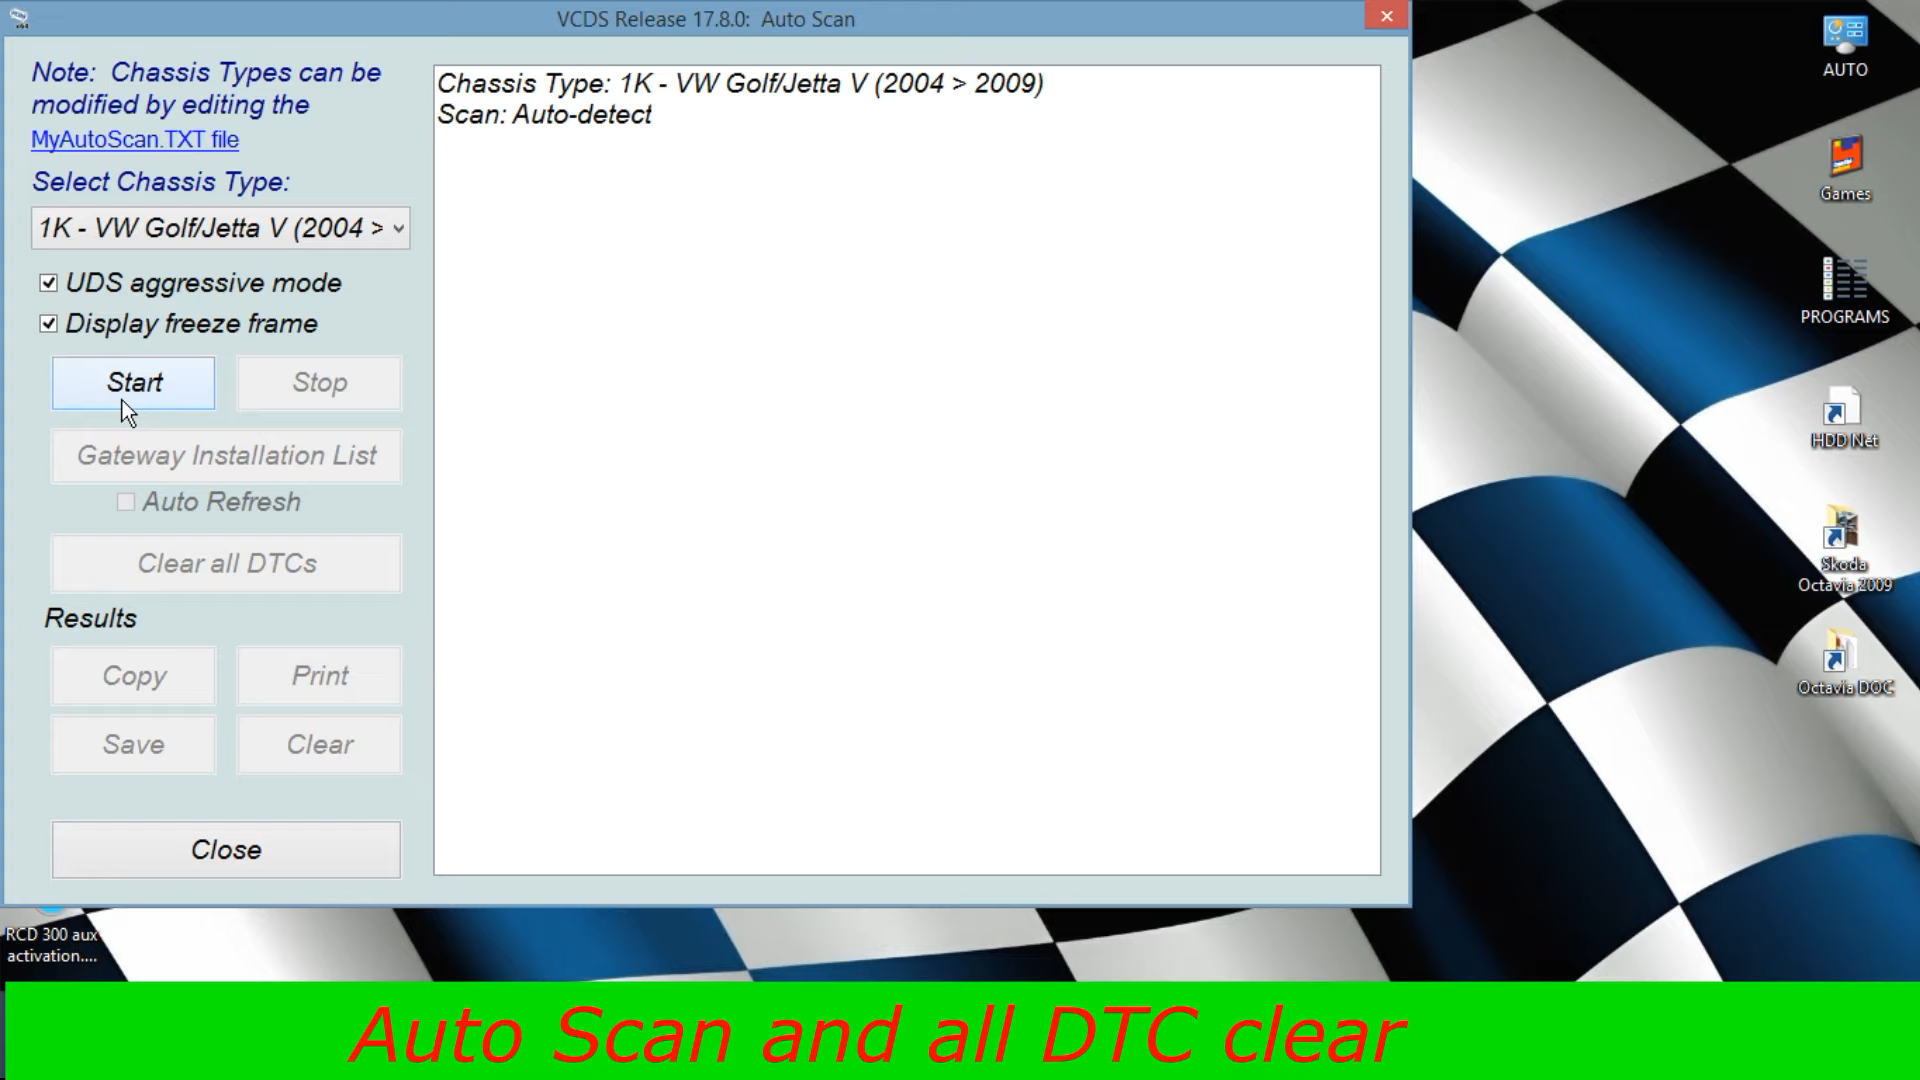 VCDS Release 17.8.0: Auto Scan
Note: Chassis Types can be
modified by editing the
MyAutoScan.TXT file
Select Chassis Type:
1K - VW Golf/Jetta V (2004 >
UDS aggressive mode
Display freeze frame
Start
Stop
Gateway Installation List
Auto Refresh
Clear all DTCs
Results
Copy
Print
Save
Clear
Close
Chassis Type: 1K - VW Golf/Jetta V (2004 > 2009)
Scan: Auto-detect
AUTO
Games
PROGRAMS
HDD Net
Skoda
Octavia 2009
Octavia DOC
RCD 300 aux
activation....
Auto Scan and all DTC clear